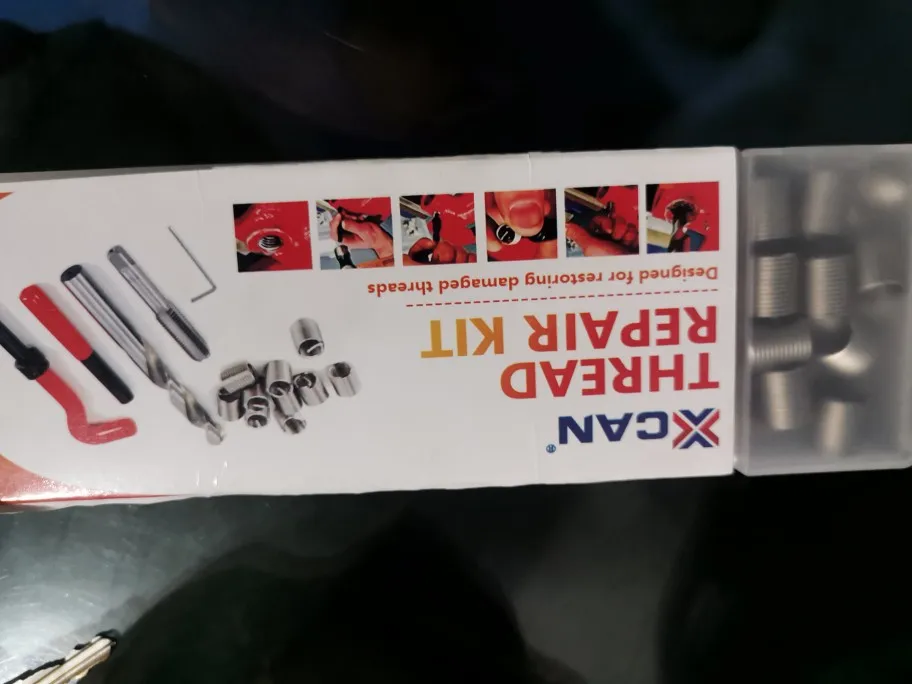 XCAN®
THREAD
REPAIR KIT
Designed for restoring damaged threads